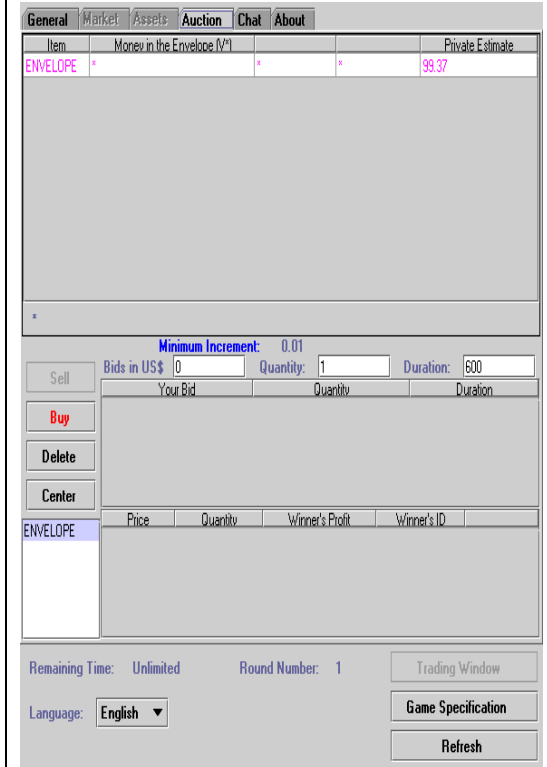 General Market Assets Auction Chat About
Item Money in the Envelope (V*) Private Estimate
ENVELOPE * * * 99.37
*
Minimum Increment: 0.01
Sell Bids in US$ 0 Quantity: 1 Duration: 600
Your Bid Quantity Duration
Buy
Delete
Center
Price Quantity Winner's Profit Winner's ID
ENVELOPE
Remaining Time: Unlimited Round Number: 1 Trading Window
Language: English Game Specification
Refresh